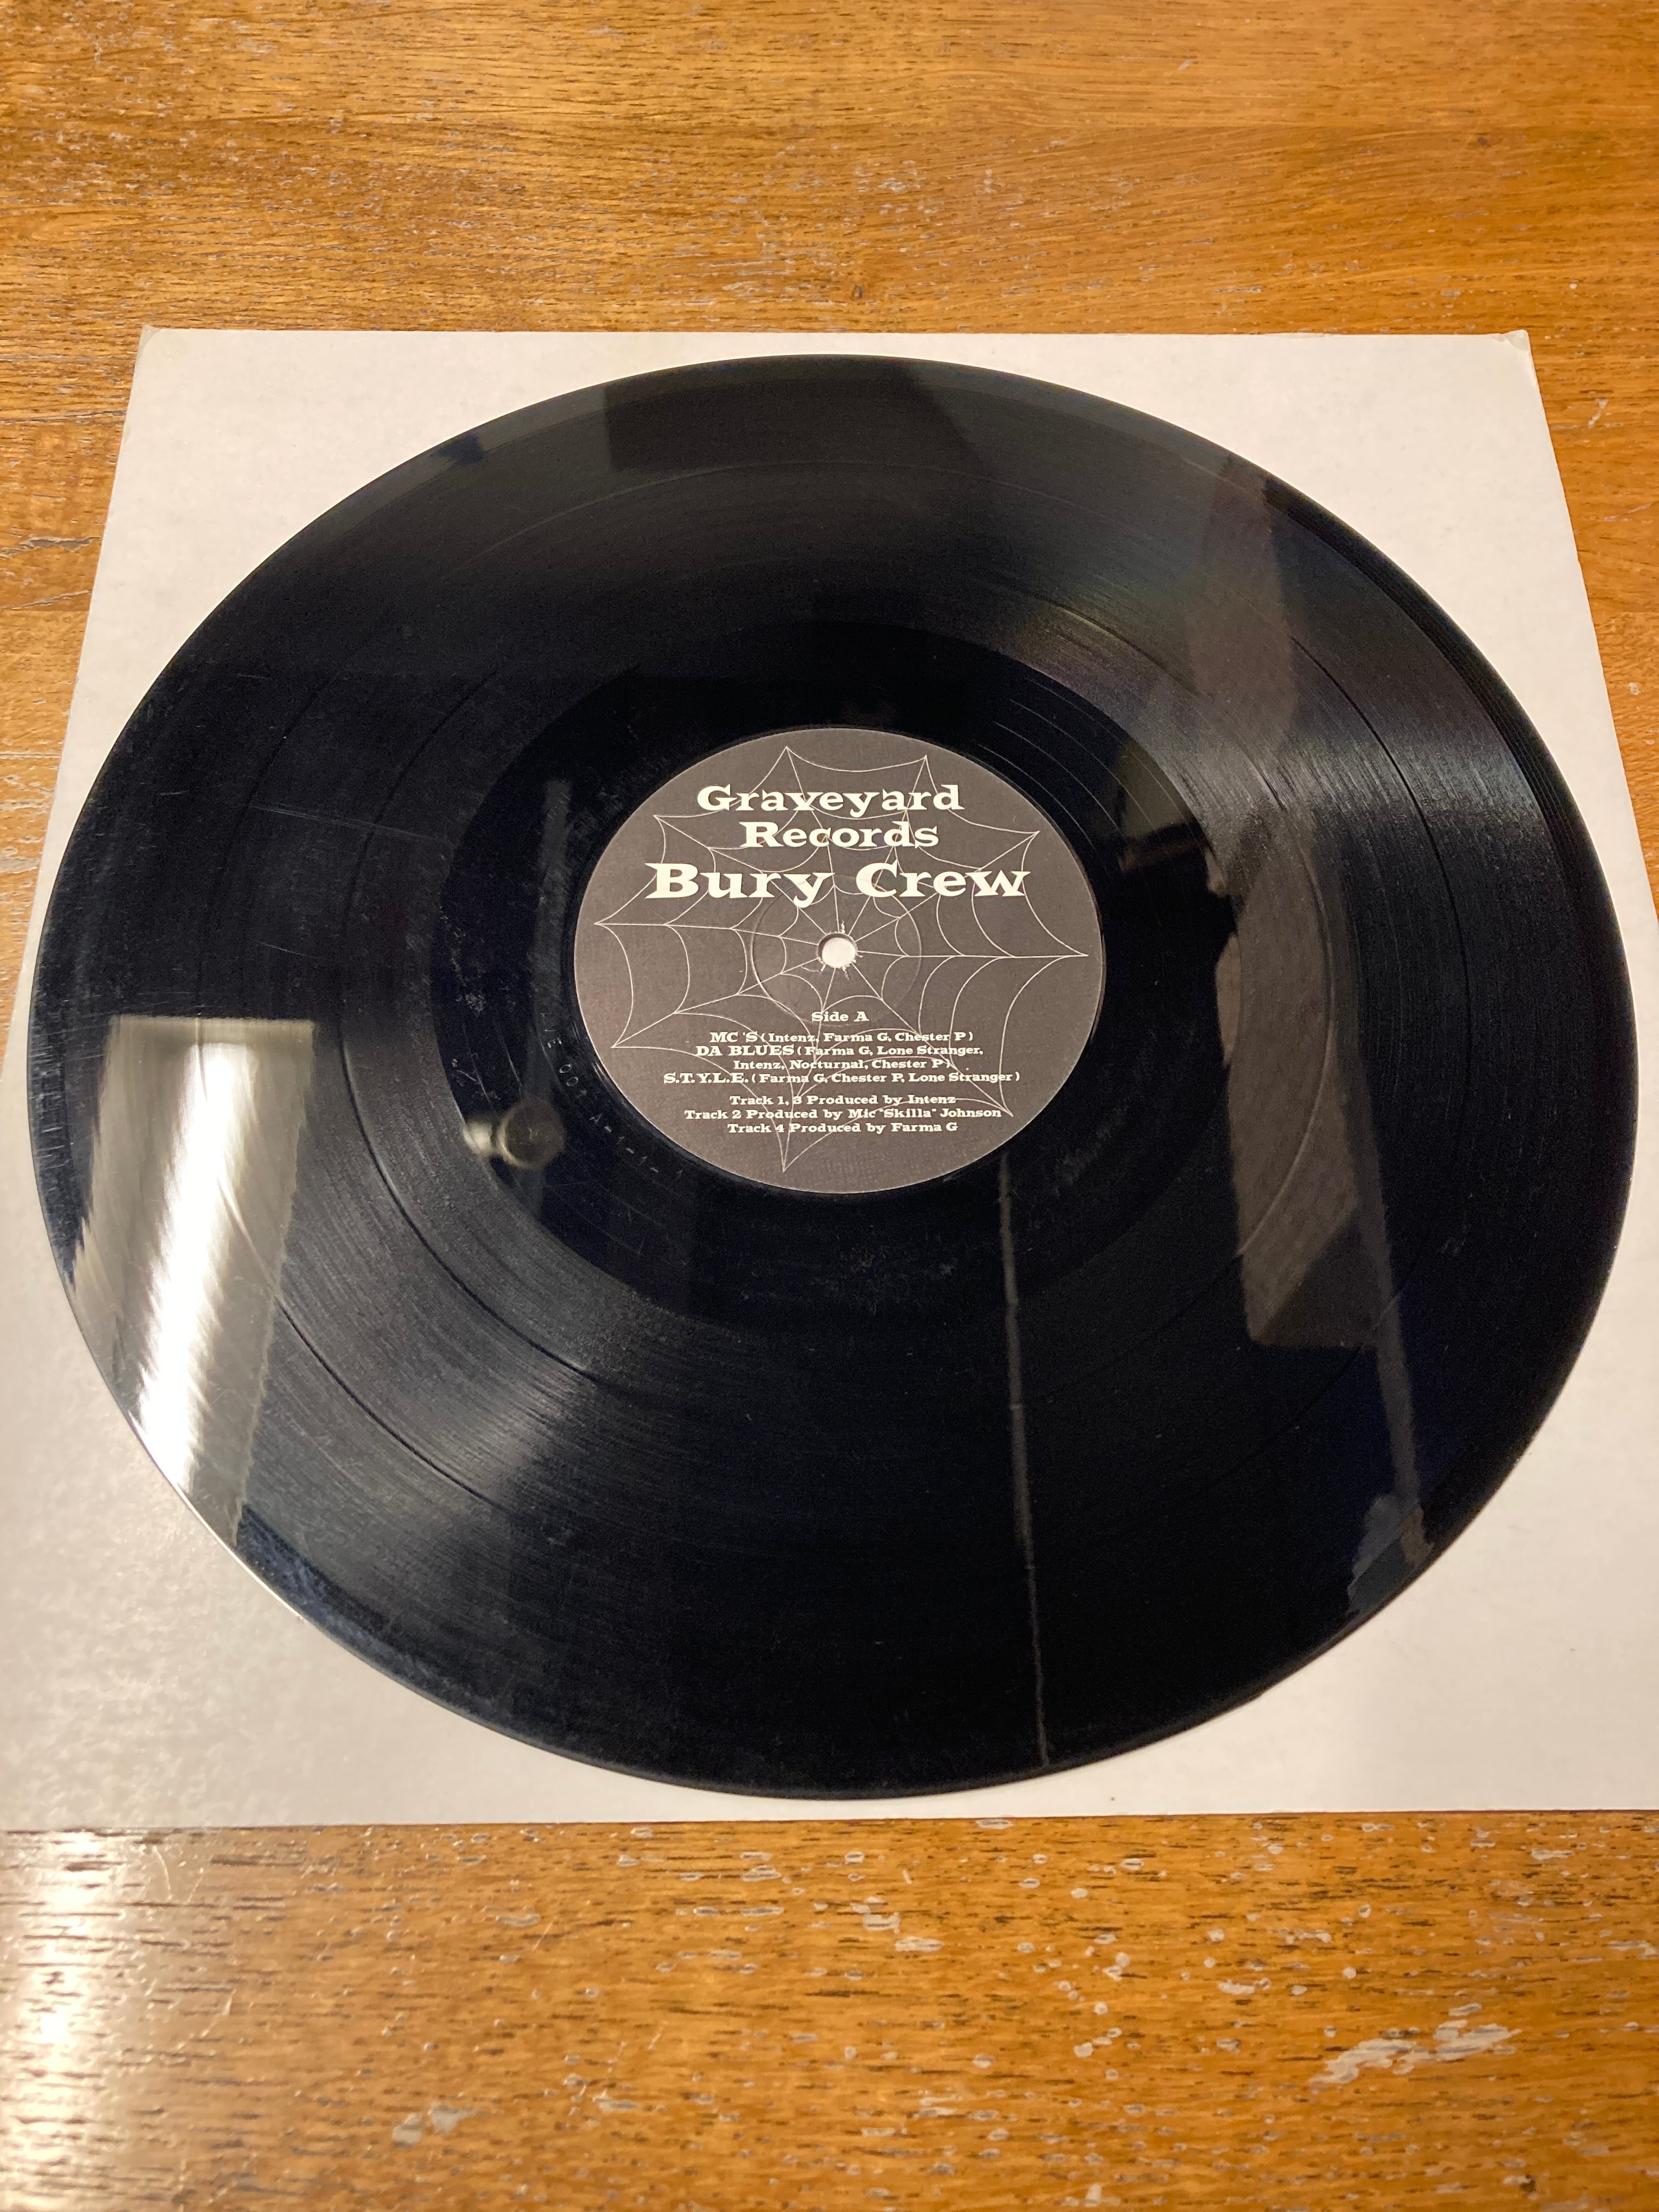 Graveyard
Records
Bury Crew
Side A
MC 'S (Intenz, Farma G, Chester P)
DA BLUES (Farma G, Lone Stranger,
Intenz, Nocturnal, Chester P)
S.T.Y.L.E. (Farma G, Chester P, Lone Stranger)
Track 1, 3 Produced by Intenz
Track 2 Produced by Mic "Skilla" Johnson
Track 4 Produced by Farma G